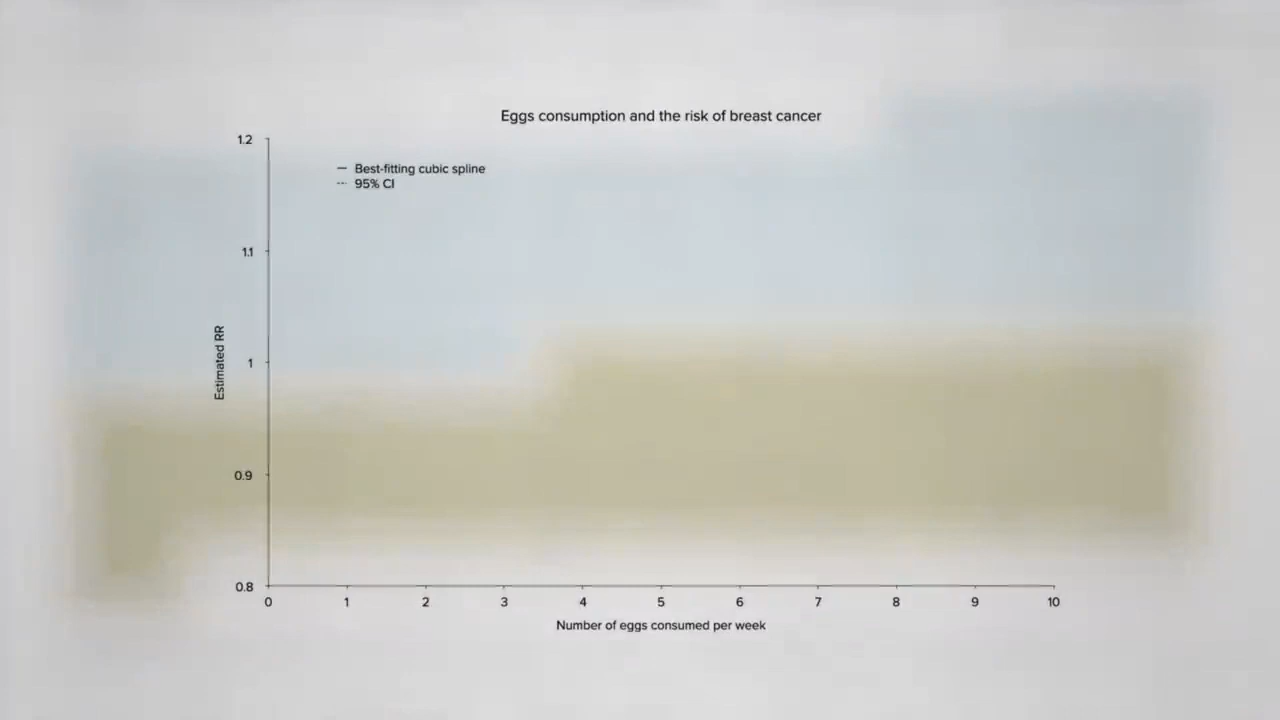 Eggs consumption and the risk of breast cancer
1.2
Best-fitting cubic spline
95% CI
1.1
Estimated RR
1
0.9
0.8
0 1 2 3 4 5 6 7 8 9 10
Number of eggs consumed per week